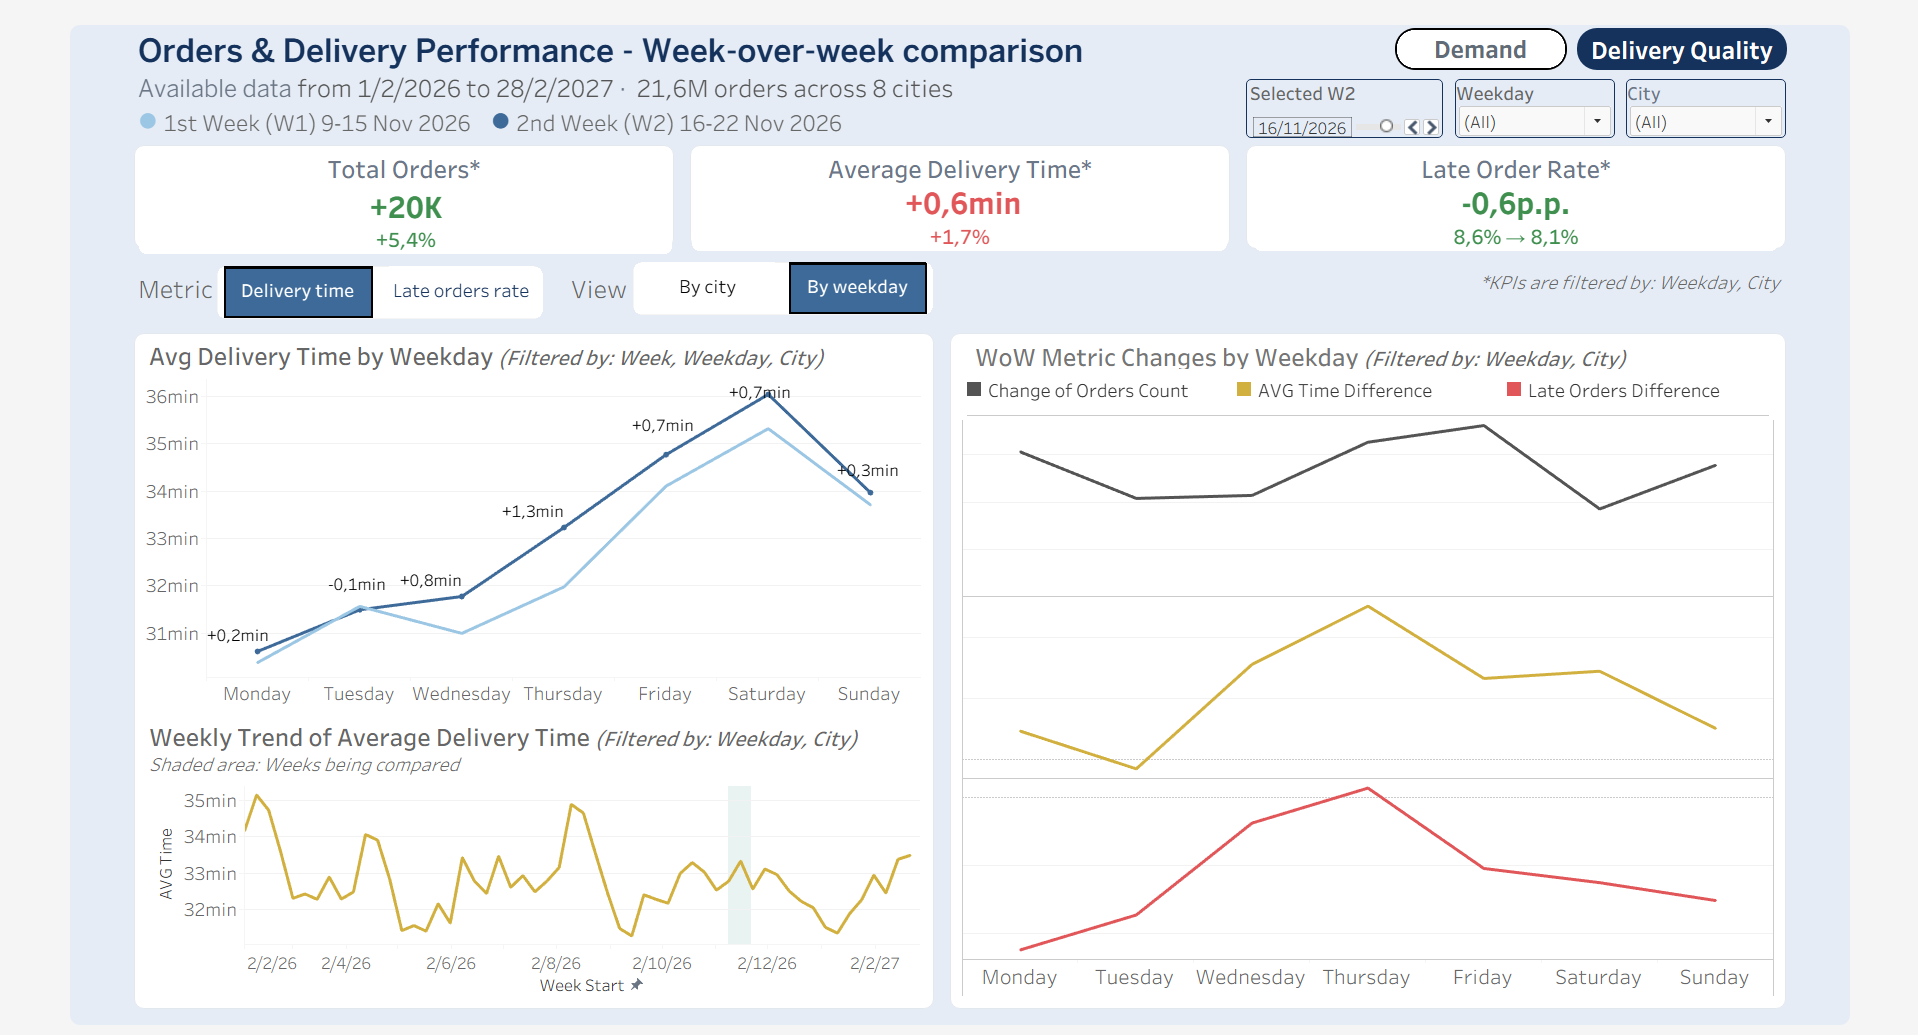 Orders & Delivery Performance - Week-over-week comparison
Demand
Delivery Quality
Available data from 1/2/2026 to 28/2/2027 · 21,6M orders across 8 cities
1st Week (W1) 9-15 Nov 2026
2nd Week (W2) 16-22 Nov 2026
Selected W2
16/11/2026
Weekday
(All)
City
(All)
Total Orders*
+20K
+5,4%
Average Delivery Time*
+0,6min
+1,7%
Late Order Rate*
-0,6p.p.
8,6% → 8,1%
Metric
Delivery time
Late orders rate
View
By city
By weekday
*KPIs are filtered by: Weekday, City
Avg Delivery Time by Weekday (Filtered by: Week, Weekday, City)
36min
35min
34min
33min
32min
31min
+0,2min
-0,1min
+0,8min
+1,3min
+0,7min
+0,7min
+0,3min
Monday
Tuesday
Wednesday
Thursday
Friday
Saturday
Sunday
Weekly Trend of Average Delivery Time (Filtered by: Weekday, City)
Shaded area: Weeks being compared
AVG Time
35min
34min
33min
32min
2/2/26
2/4/26
2/6/26
2/8/26
2/10/26
2/12/26
2/2/27
Week Start
WoW Metric Changes by Weekday (Filtered by: Weekday, City)
Change of Orders Count
AVG Time Difference
Late Orders Difference
Monday
Tuesday
Wednesday
Thursday
Friday
Saturday
Sunday